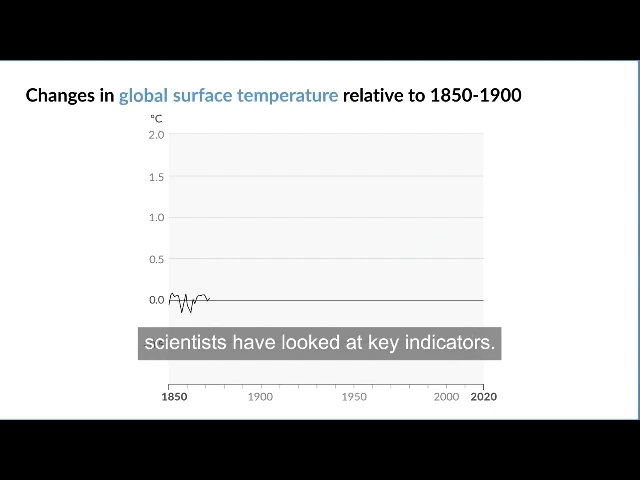 Changes in global surface temperature relative to 1850-1900
°C
2.0
1.5
1.0
0.5
0.0
scientists have looked at key indicators.
1850 1900 1950 2000 2020